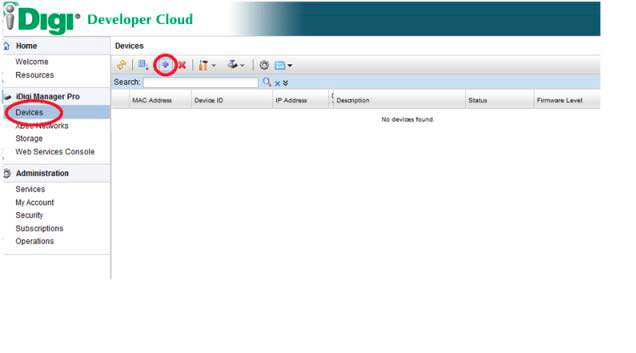 iDigi® Developer Cloud
Home
Welcome
Resources
iDigi Manager Pro
Devices
XBee Networks
Storage
Web Services Console
Administration
Services
My Account
Security
Subscriptions
Operations
Devices
Search:
MAC Address Device ID IP Address Description Status Firmware Level
No devices found.